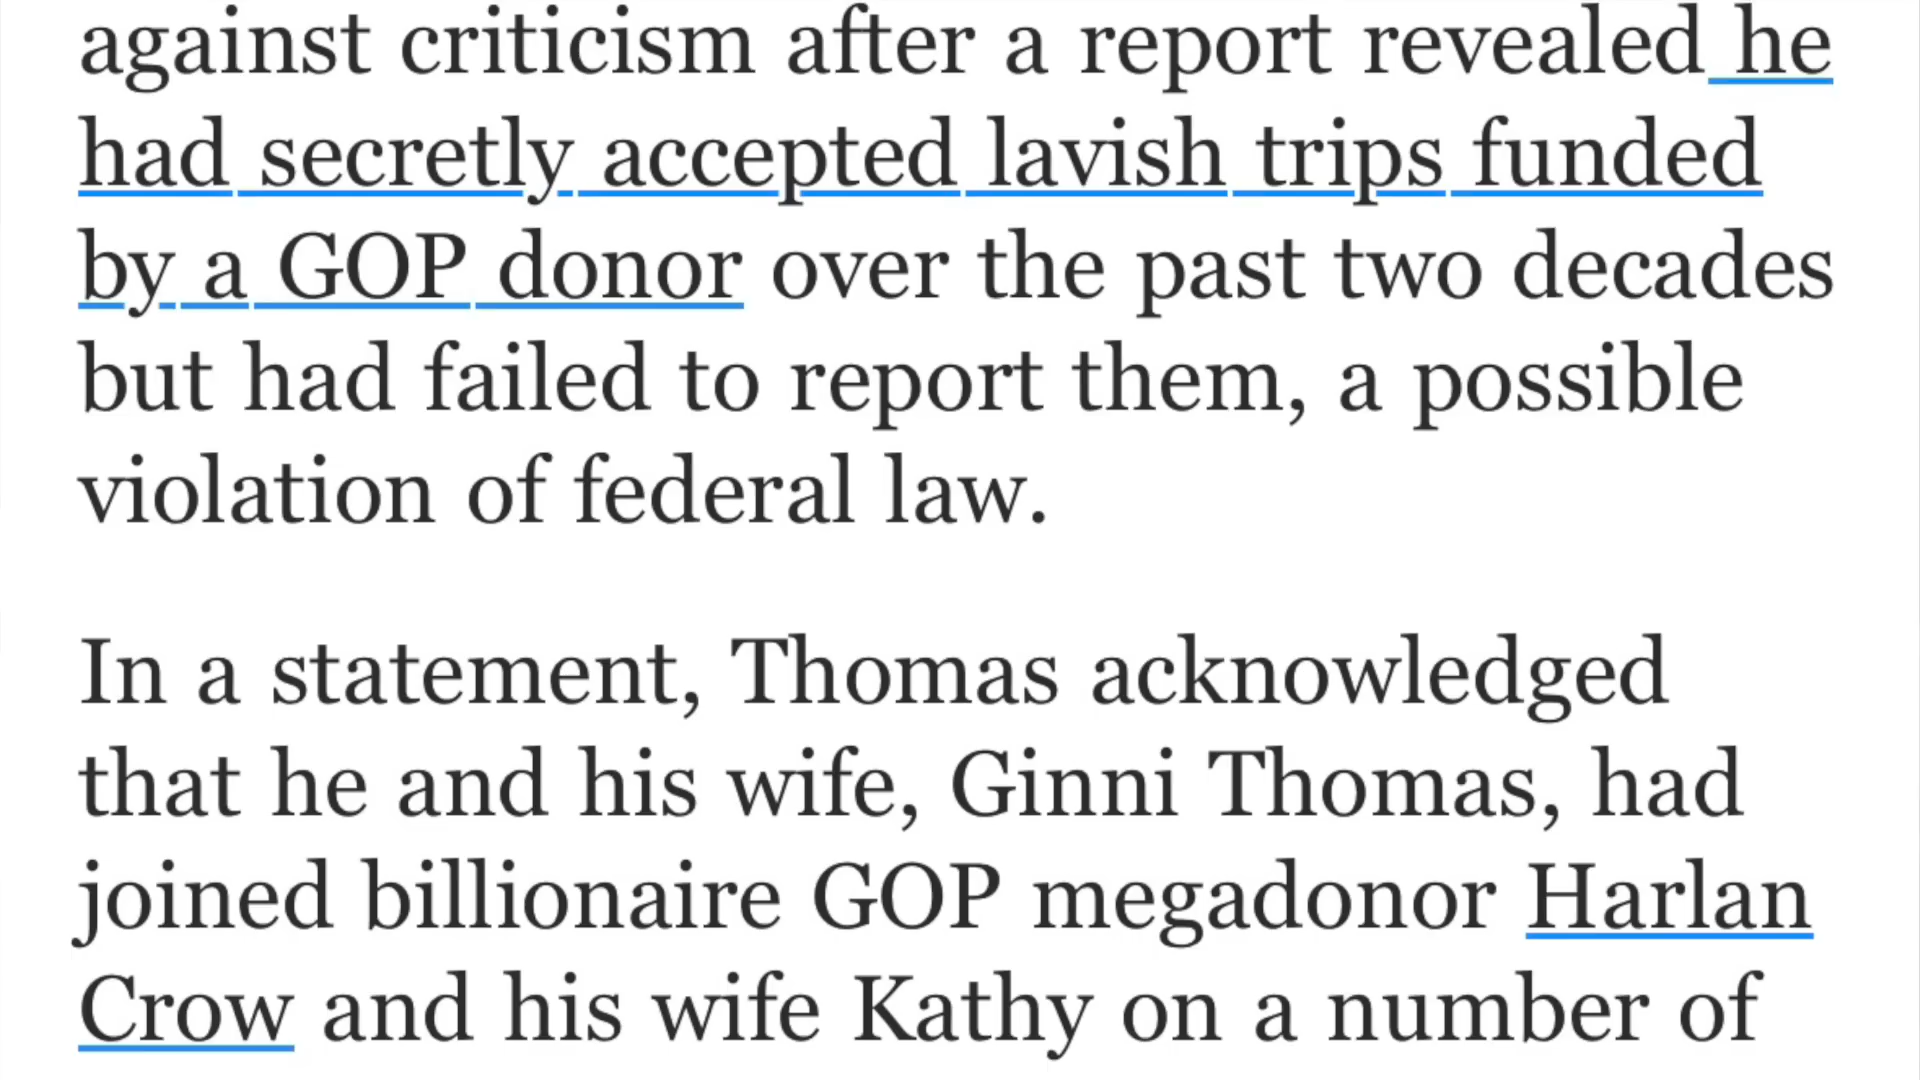 against criticism after a report revealed he
had secretly accepted lavish trips funded
by a GOP donor over the past two decades
but had failed to report them, a possible
violation of federal law.
In a statement, Thomas acknowledged
that he and his wife, Ginni Thomas, had
joined billionaire GOP megadonor Harlan
Crow and his wife Kathy on a number of